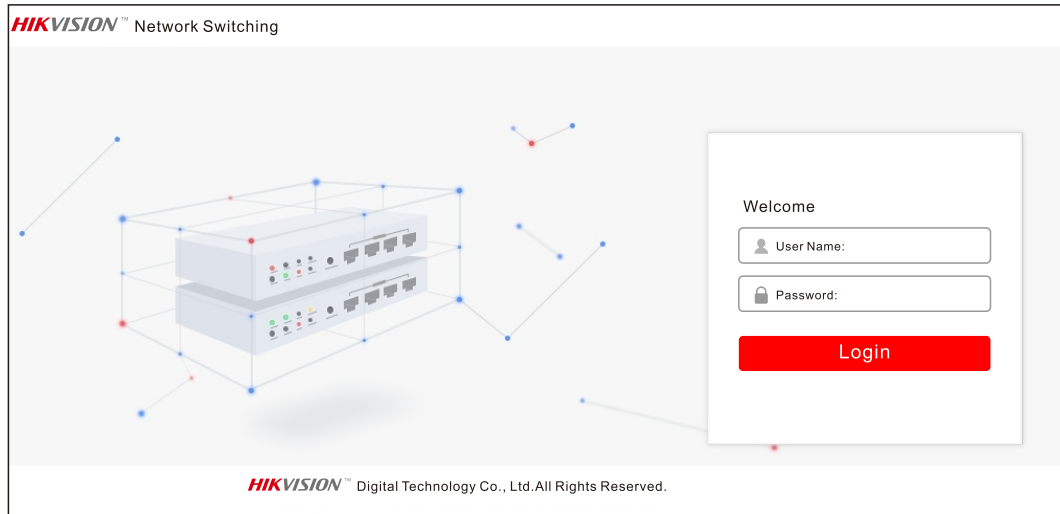 HIKVISION™ Network Switching
Welcome
User Name:
Password:
Login
HIKVISION™ Digital Technology Co., Ltd.All Rights Reserved.